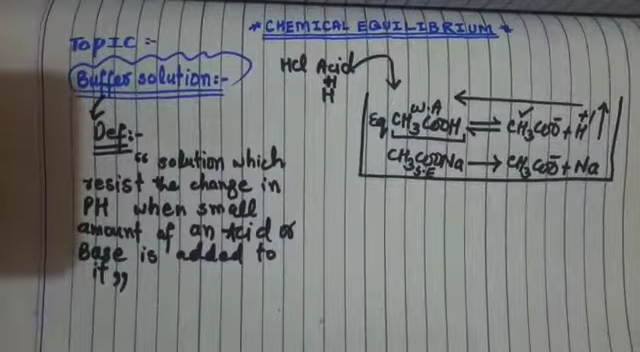 * CHEMICAL EQUILIBRIUM *
Topic :-
Buffer solution:-
Def:-
" solution which
resist the change in
PH when small
amount of an Acid or
Base is added to
it ”
Hcl Acid
H⁺
W.A
Eq CH₃COOH ⇌ CH₃COO⁻ + H⁺
CH₃COONa → CH₃COO⁻ + Na
S.E